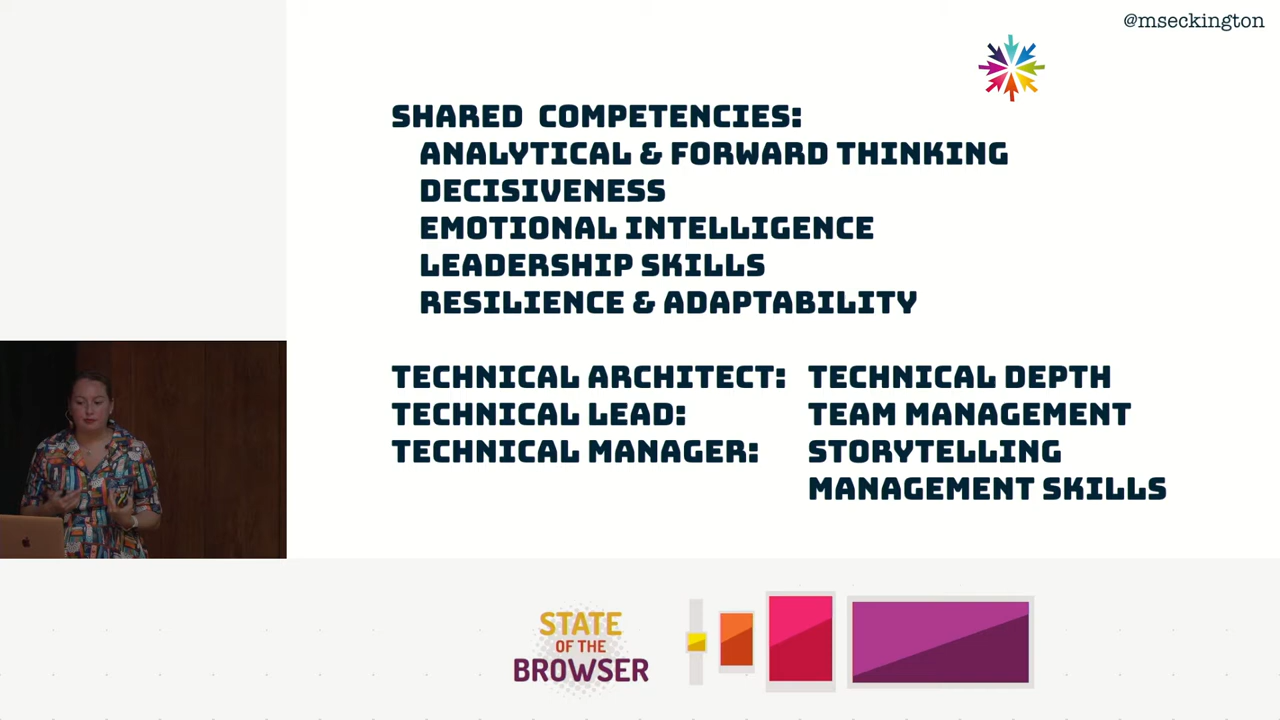 @mseckington
SHARED COMPETENCIES:
ANALYTICAL & FORWARD THINKING
DECISIVENESS
EMOTIONAL INTELLIGENCE
LEADERSHIP SKILLS
RESILIENCE & ADAPTABILITY
TECHNICAL ARCHITECT: TECHNICAL DEPTH
TECHNICAL LEAD: TEAM MANAGEMENT
TECHNICAL MANAGER: STORYTELLING
MANAGEMENT SKILLS
STATE
OF THE
BROWSER